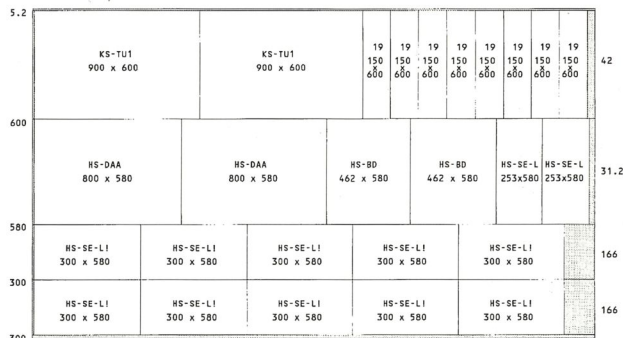 5.2
KS-TU1
900 x 600
KS-TU1
900 x 600
19
150
x
600
19
150
x
600
19
150
x
600
19
150
x
600
19
150
x
600
19
150
x
600
19
150
x
600
19
150
x
600
42
600
HS-DAA
800 x 580
HS-DAA
800 x 580
HS-BD
462 x 580
HS-BD
462 x 580
HS-SE-L
253x580
HS-SE-L
253x580
31.2
580
HS-SE-L!
300 x 580
HS-SE-L!
300 x 580
HS-SE-L!
300 x 580
HS-SE-L!
300 x 580
HS-SE-L!
300 x 580
166
300
HS-SE-L!
300 x 580
HS-SE-L!
300 x 580
HS-SE-L!
300 x 580
HS-SE-L!
300 x 580
HS-SE-L!
300 x 580
166
300